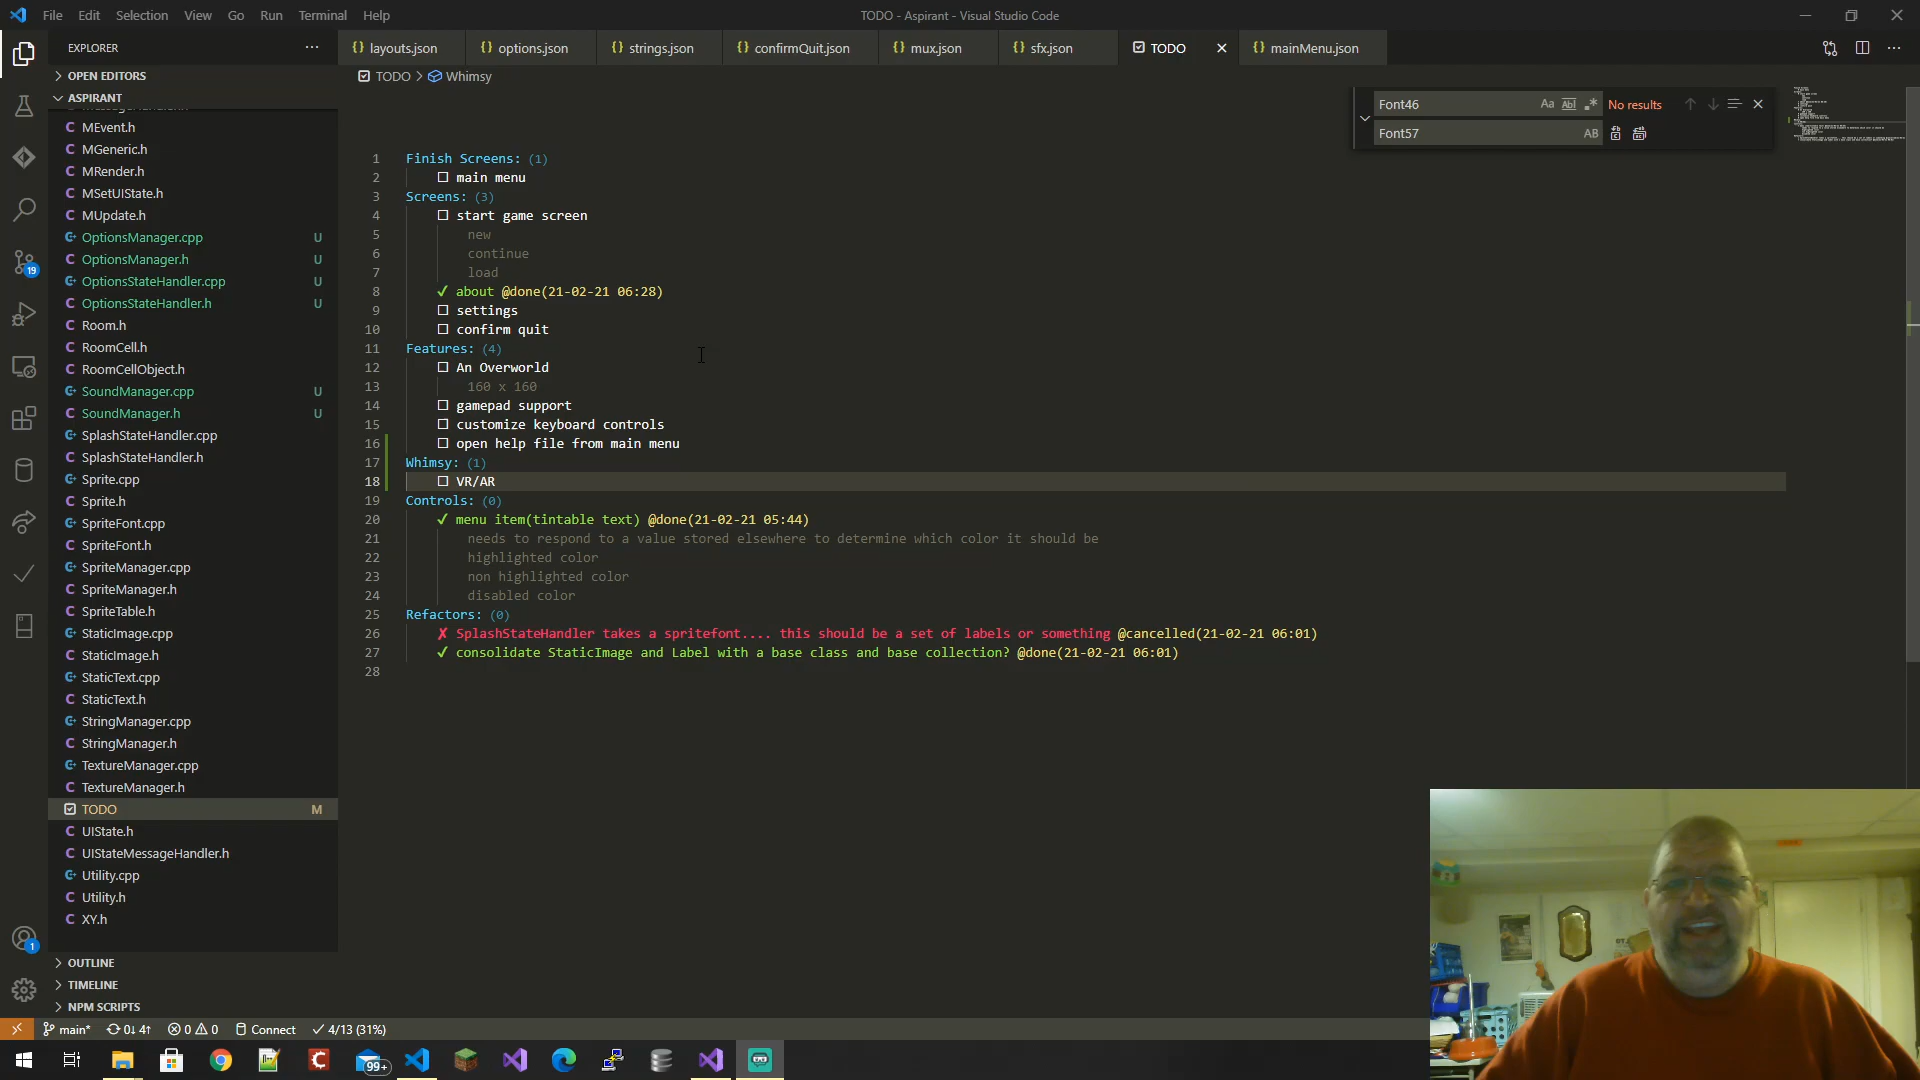 File Edit Selection View Go Run Terminal Help
TODO - Aspirant - Visual Studio Code
EXPLORER
layouts.json options.json strings.json confirmQuit.json mux.json sfx.json TODO mainMenu.json
OPEN EDITORS
TODO > Whimsy
ASPIRANT
MEvent.h
MGeneric.h
MRender.h
MSetUIState.h
MUpdate.h
OptionsManager.cpp U
OptionsManager.h U
OptionsStateHandler.cpp U
OptionsStateHandler.h U
Room.h
RoomCell.h
RoomCellObject.h
SoundManager.cpp U
SoundManager.h U
SplashStateHandler.cpp
SplashStateHandler.h
Sprite.cpp
Sprite.h
SpriteFont.cpp
SpriteFont.h
SpriteManager.cpp
SpriteManager.h
SpriteTable.h
StaticImage.cpp
StaticImage.h
StaticText.cpp
StaticText.h
StringManager.cpp
StringManager.h
TextureManager.cpp
TextureManager.h
TODO M
UIState.h
UIStateMessageHandler.h
Utility.cpp
Utility.h
XY.h
OUTLINE
TIMELINE
NPM SCRIPTS
19
1
Font46 Aa Abl .* No results
Font57 AB
1 Finish Screens: (1)
2 ☐ main menu
3 Screens: (3)
4 ☐ start game screen
5 new
6 continue
7 load
8 ✓ about @done(21-02-21 06:28)
9 ☐ settings
10 ☐ confirm quit
11 Features: (4)
12 ☐ An Overworld
13 160 x 160
14 ☐ gamepad support
15 ☐ customize keyboard controls
16 ☐ open help file from main menu
17 Whimsy: (1)
18 ☐ VR/AR
19 Controls: (0)
20 ✓ menu item(tintable text) @done(21-02-21 05:44)
21 needs to respond to a value stored elsewhere to determine which color it should be
22 highlighted color
23 non highlighted color
24 disabled color
25 Refactors: (0)
26 ✗ SplashStateHandler takes a spritefont.... this should be a set of labels or something @cancelled(21-02-21 06:01)
27 ✓ consolidate StaticImage and Label with a base class and base collection? @done(21-02-21 06:01)
28
main* 0↓ 4↑ 0 0 Connect ✓ 4/13 (31%)
99+